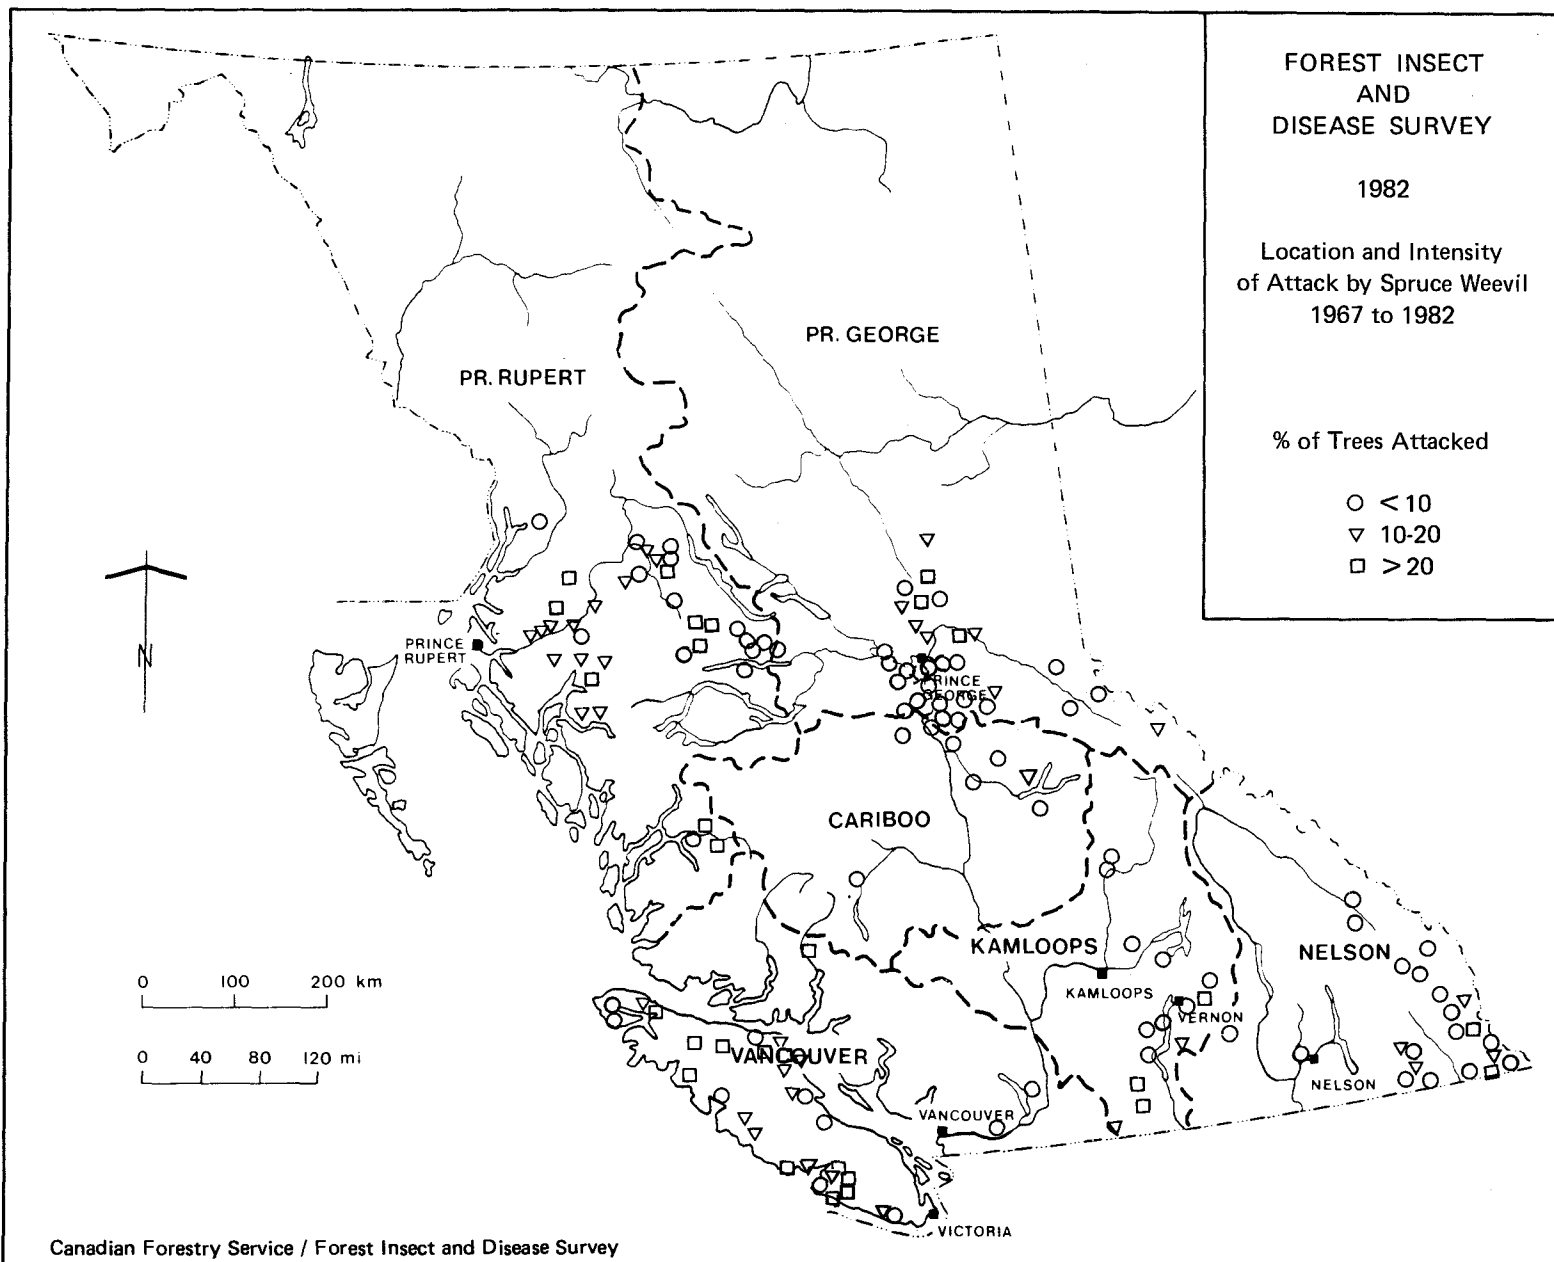 FOREST INSECT
AND
DISEASE SURVEY
1982
Location and Intensity
of Attack by Spruce Weevil
1967 to 1982
% of Trees Attacked
○ < 10
▽ 10-20
□ > 20
PR. GEORGE
PR. RUPERT
PRINCE
RUPERT
N
PRINCE
GEORGE
CARIBOO
KAMLOOPS
NELSON
KAMLOOPS
VERNON
NELSON
VANCOUVER
VANCOUVER
VICTORIA
0 100 200 km
0 40 80 120 mi
Canadian Forestry Service / Forest Insect and Disease Survey